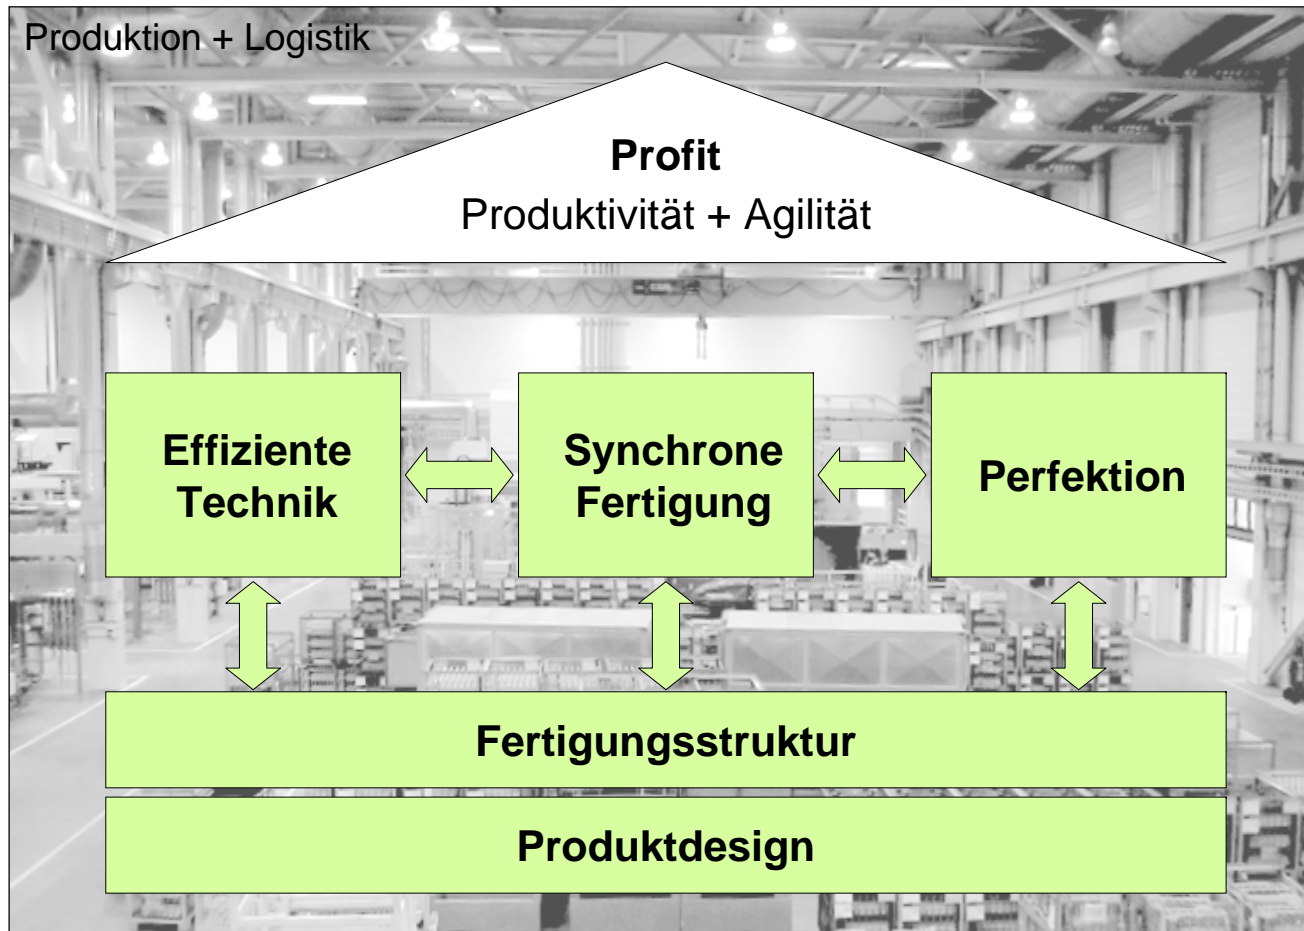 Produktion + Logistik
Profit
Produktivität + Agilität
Effiziente
Technik
Synchrone
Fertigung
Perfektion
Fertigungsstruktur
Produktdesign